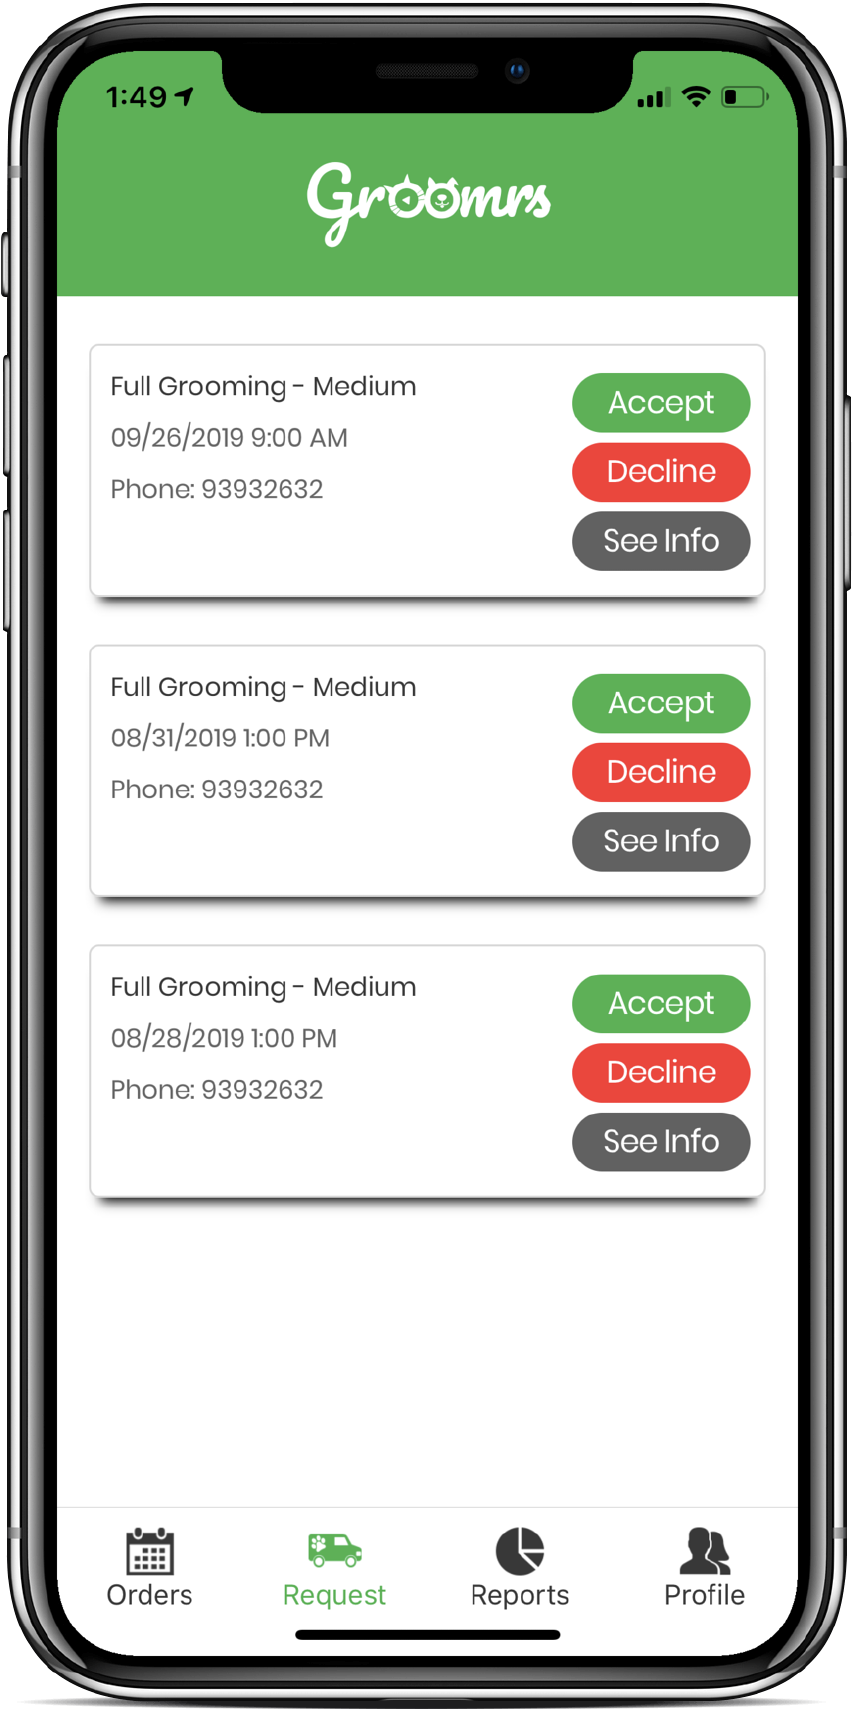 1:49
Groomrs
Full Grooming - Medium
09/26/2019 9:00 AM
Phone: 93932632
Accept
Decline
See Info
Full Grooming - Medium
08/31/2019 1:00 PM
Phone: 93932632
Accept
Decline
See Info
Full Grooming - Medium
08/28/2019 1:00 PM
Phone: 93932632
Accept
Decline
See Info
Orders
Request
Reports
Profile